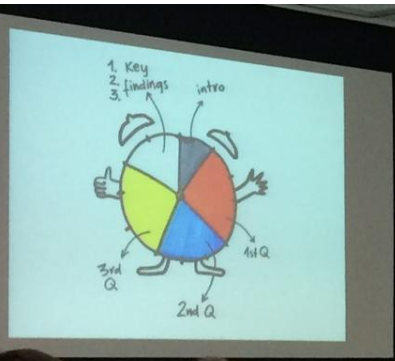 1. Key
2. findings
3.
intro
1st Q
3rd
Q
2nd Q